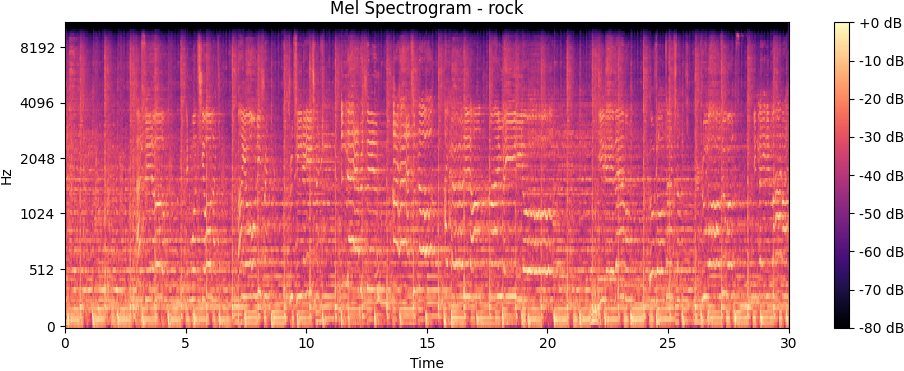 Mel Spectrogram - rock
Hz
8192
4096
2048
1024
512
0
0 5 10 15 20 25 30
Time
+0 dB
-10 dB
-20 dB
-30 dB
-40 dB
-50 dB
-60 dB
-70 dB
-80 dB